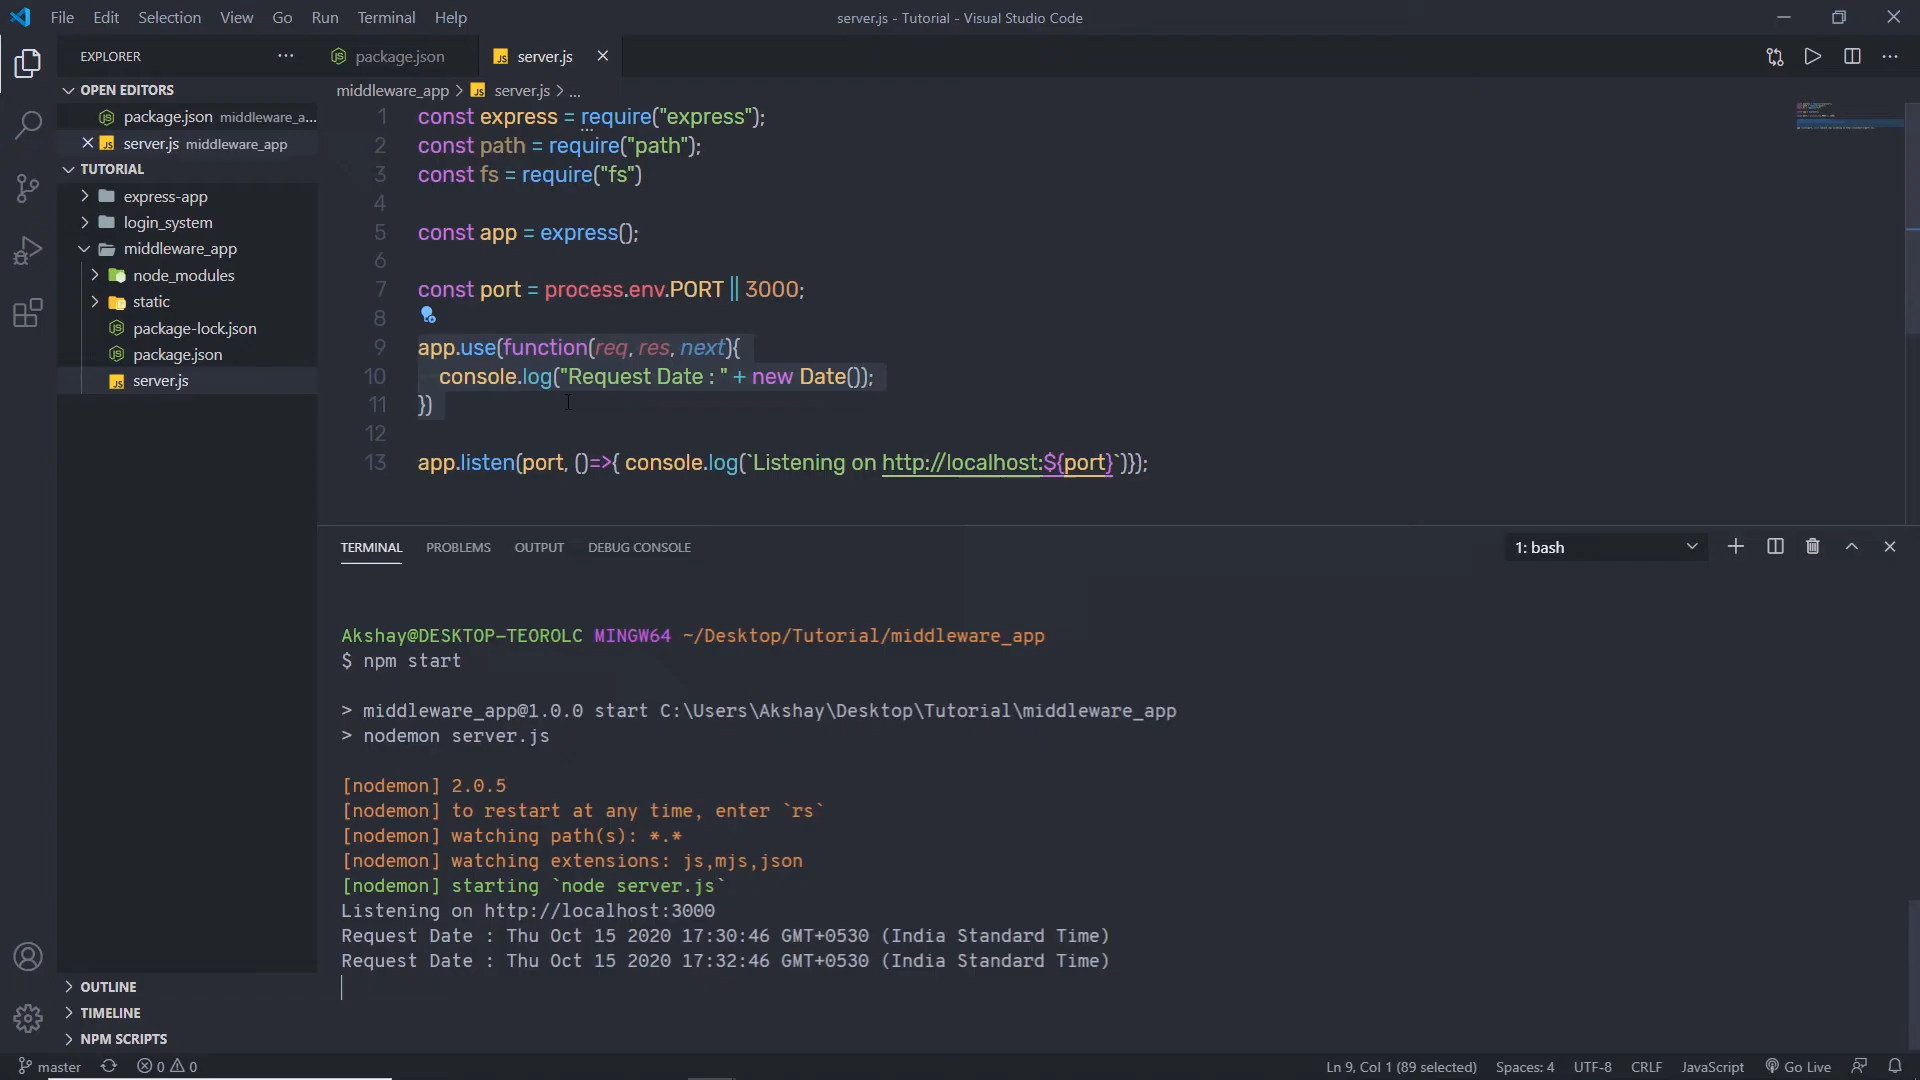 File Edit Selection View Go Run Terminal Help
server.js - Tutorial - Visual Studio Code
EXPLORER
package.json
server.js
OPEN EDITORS
package.json middleware_a...
server.js middleware_app
TUTORIAL
express-app
login_system
middleware_app
node_modules
static
package-lock.json
package.json
server.js
OUTLINE
TIMELINE
NPM SCRIPTS
middleware_app > server.js > ...
1 const express = require("express");
2 const path = require("path");
3 const fs = require("fs")
4
5 const app = express();
6
7 const port = process.env.PORT || 3000;
8
9 app.use(function(req, res, next){
10 console.log("Request Date : " + new Date());
11 })
12
13 app.listen(port, ()=>{ console.log(`Listening on http://localhost:${port}`)});
TERMINAL PROBLEMS OUTPUT DEBUG CONSOLE
1: bash
Akshay@DESKTOP-TEOROLC MINGW64 ~/Desktop/Tutorial/middleware_app
$ npm start
> middleware_app@1.0.0 start C:\Users\Akshay\Desktop\Tutorial\middleware_app
> nodemon server.js
[nodemon] 2.0.5
[nodemon] to restart at any time, enter `rs`
[nodemon] watching path(s): *.*
[nodemon] watching extensions: js,mjs,json
[nodemon] starting `node server.js`
Listening on http://localhost:3000
Request Date : Thu Oct 15 2020 17:30:46 GMT+0530 (India Standard Time)
Request Date : Thu Oct 15 2020 17:32:46 GMT+0530 (India Standard Time)
master
0 0
Ln 9, Col 1 (89 selected)
Spaces: 4
UTF-8
CRLF
JavaScript
Go Live